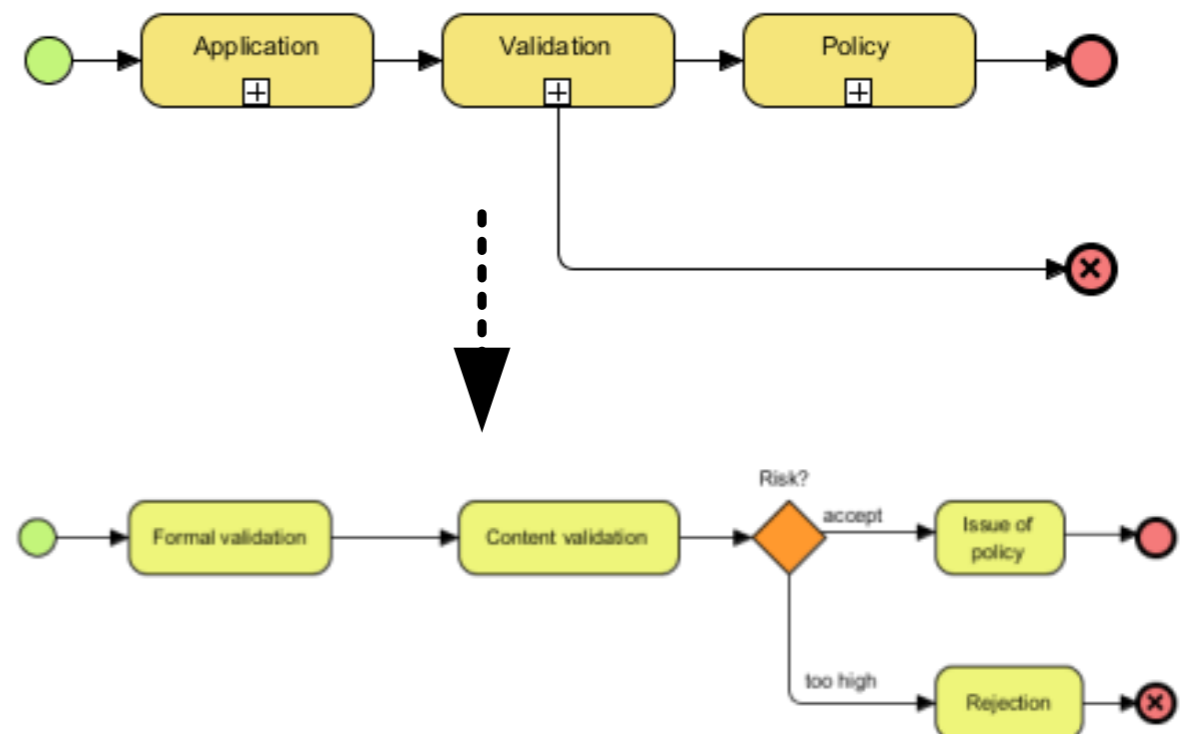 Application
Validation
Policy
Risk?
Formal validation
Content validation
accept
Issue of
policy
too high
Rejection